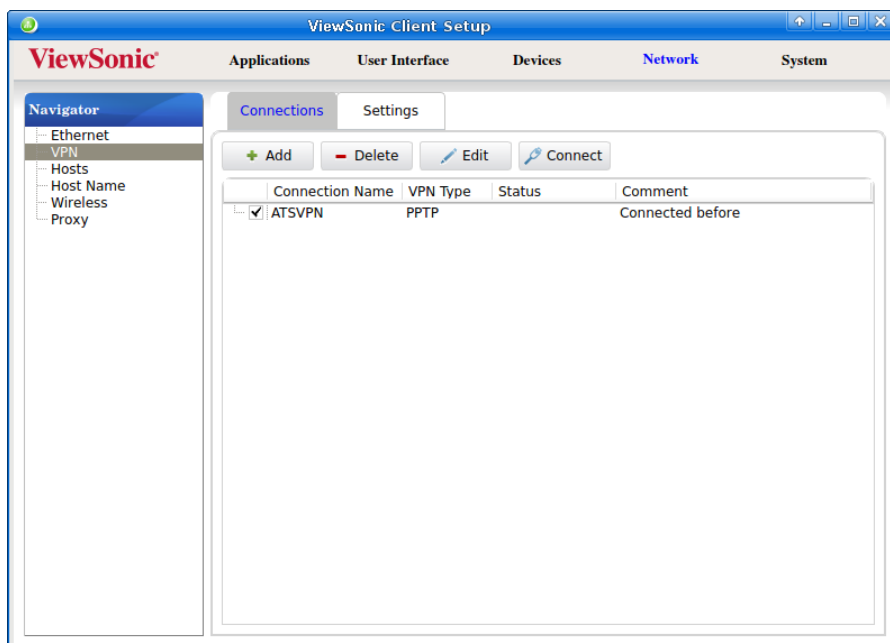 ViewSonic Client Setup
ViewSonic® Applications User Interface Devices Network System
Navigator
Ethernet
VPN
Hosts
Host Name
Wireless
Proxy
Connections Settings
Add Delete Edit Connect
Connection Name VPN Type Status Comment
ATSVPN PPTP Connected before